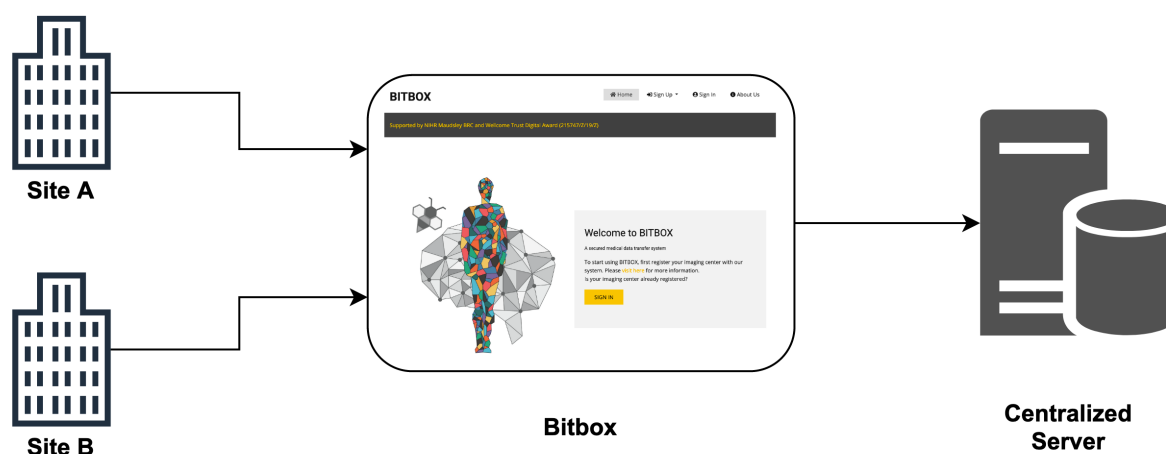 Site A
Site B
BITBOX
Home
Sign Up
Sign In
About Us
Supported by NIHR Maudsley BRC and Wellcome Trust Digital Award (215747/Z/19/Z)
Welcome to BITBOX
A secured medical data transfer system
To start using BITBOX, first register your imaging center with our
system. Please visit here for more information.
Is your imaging center already registered?
SIGN IN
Bitbox
Centralized
Server